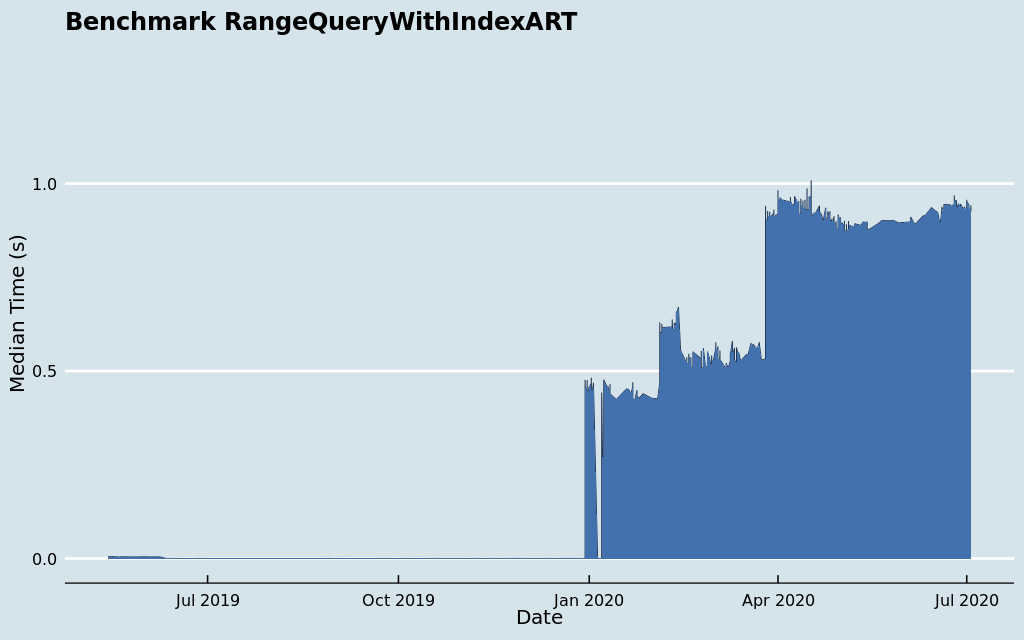 Benchmark RangeQueryWithIndexART
Median Time (s)
1.0
0.5
0.0
Jul 2019
Oct 2019
Jan 2020
Apr 2020
Jul 2020
Date